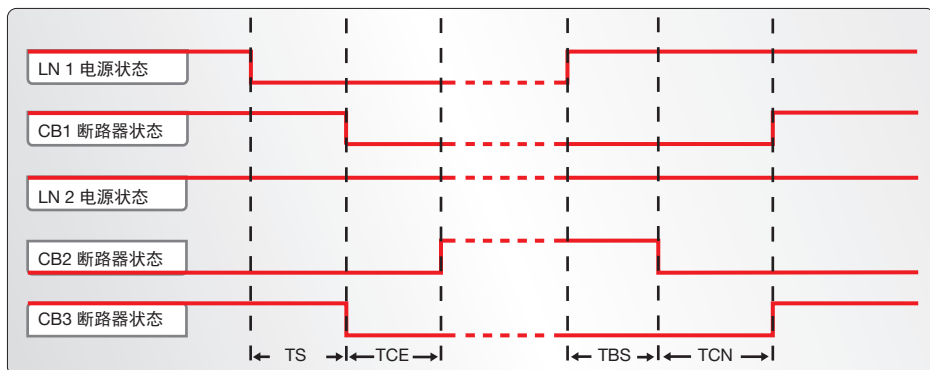 LN 1 电源状态
CB1 断路器状态
LN 2 电源状态
CB2 断路器状态
CB3 断路器状态
TS TCE TBS TCN